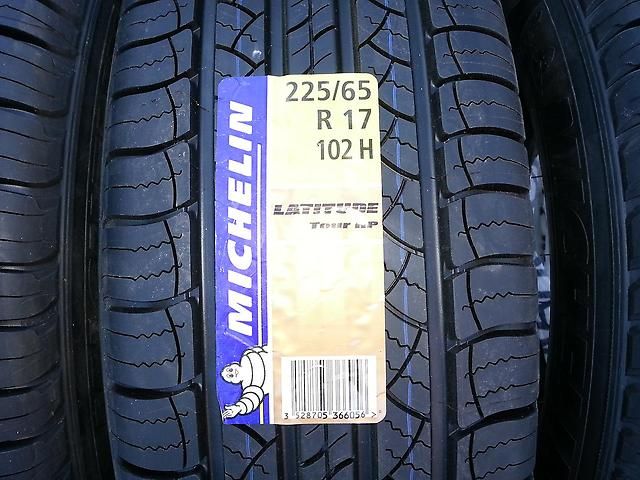 225/65
R 17
102 H
MICHELIN
LATITUDE
Tour HP
3 528705 366056 >